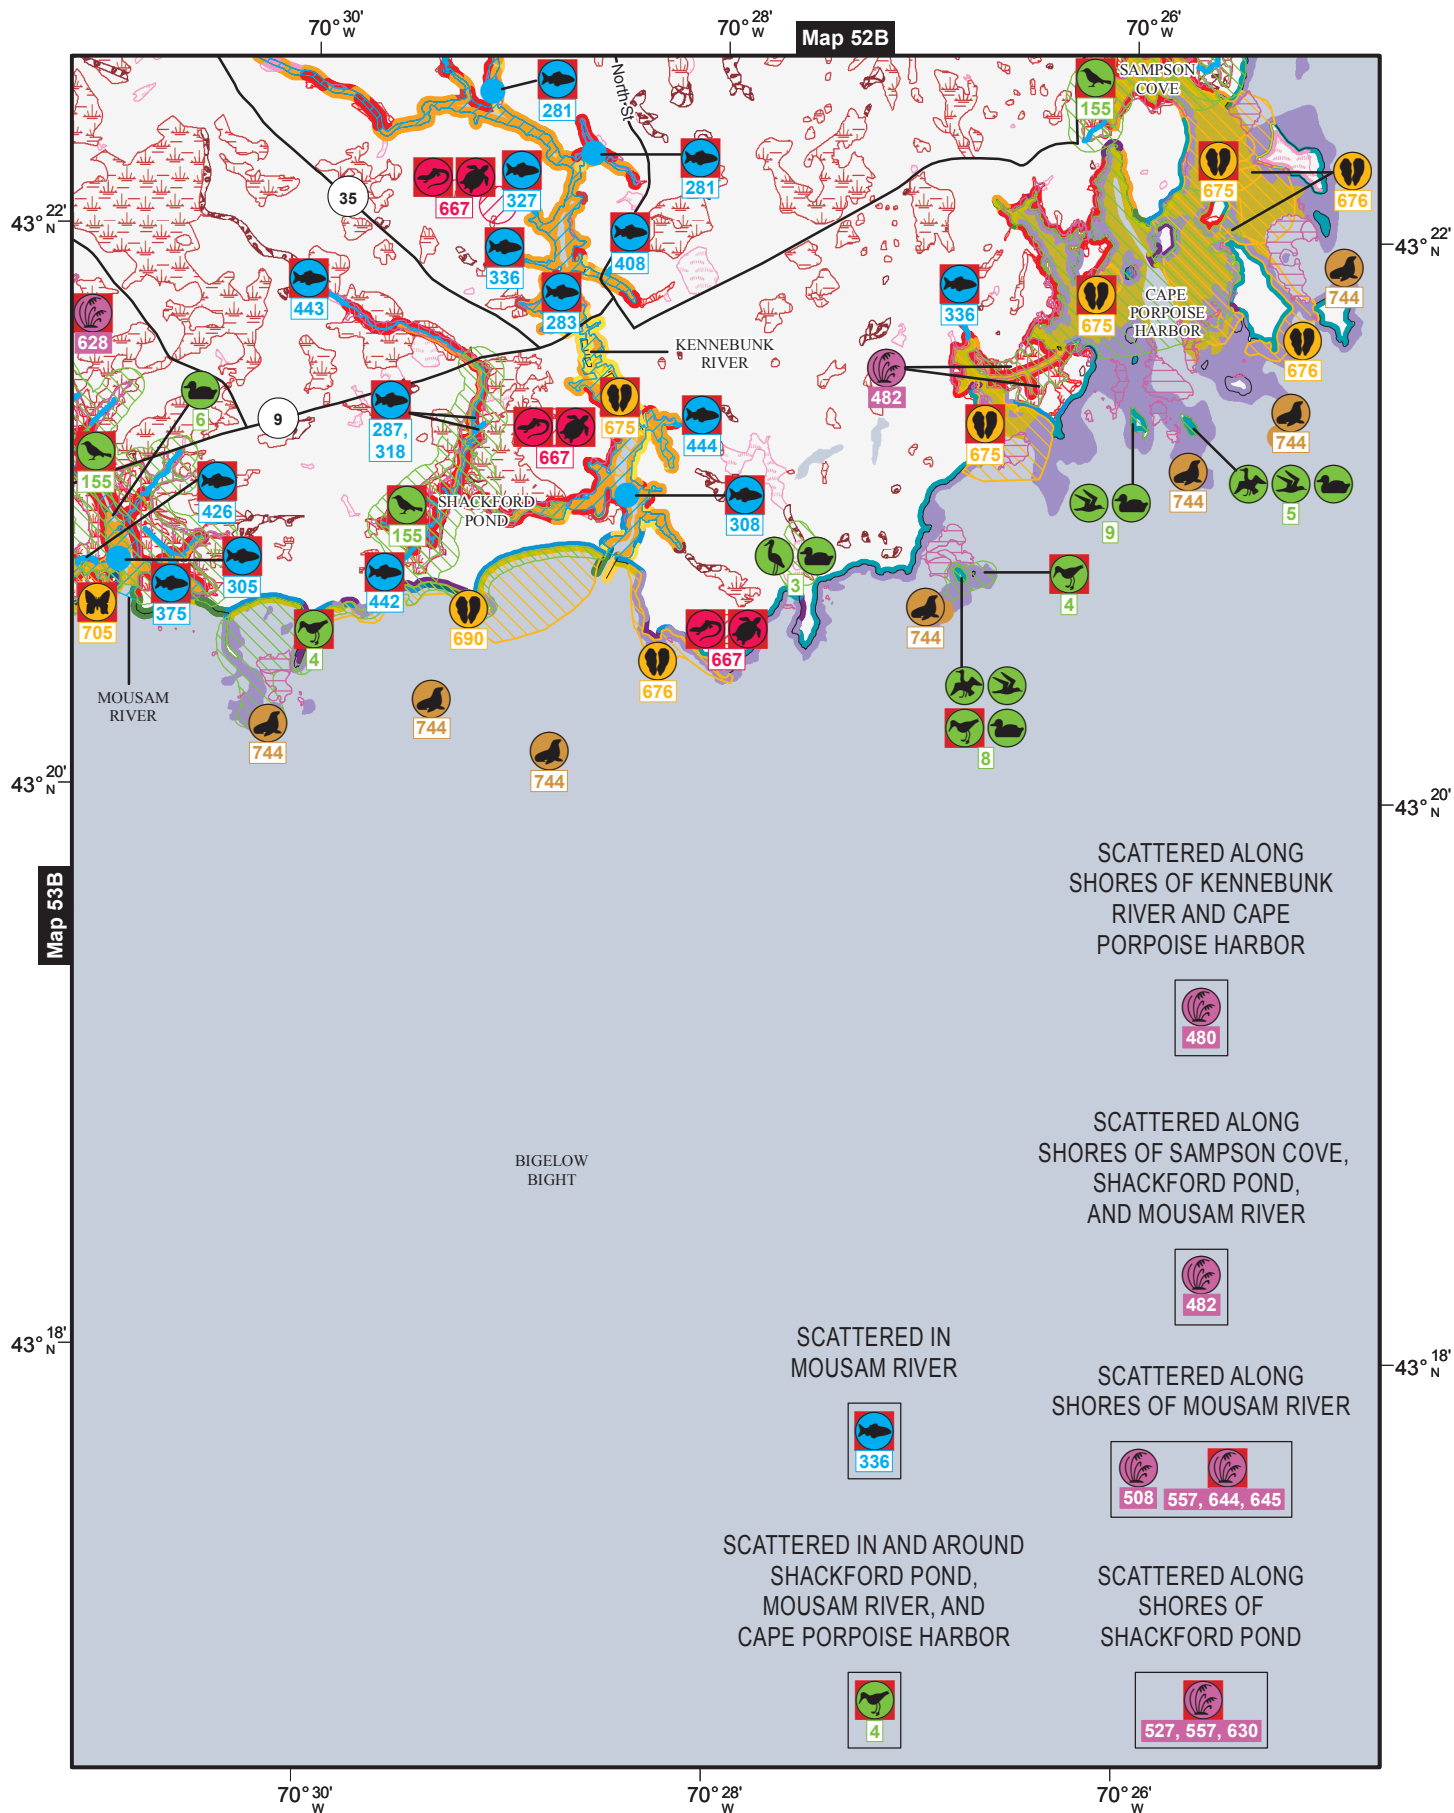 70° 30' W
70° 28' W
70° 26' W
Map 52B
SAMPSON
COVE
North St
281
155
281
675
676
327
667
35
43° 22' N
43° 22' N
408
336
744
443
283
336
675
CAPE
PORPOISE
HARBOR
628
KENNEBUNK
RIVER
676
482
6
9
287,
318
675
444
744
667
675
155
744
426
SHACKFORD
POND
308
5
155
9
3
305
375
442
4
705
744
690
4
667
676
MOUSAM
RIVER
744
744
744
8
43° 20' N
43° 20' N
Map 53B
SCATTERED ALONG
SHORES OF KENNEBUNK
RIVER AND CAPE
PORPOISE HARBOR
480
SCATTERED ALONG
SHORES OF SAMPSON COVE,
SHACKFORD POND,
AND MOUSAM RIVER
482
BIGELOW
BIGHT
43° 18' N
43° 18' N
SCATTERED IN
MOUSAM RIVER
336
SCATTERED ALONG
SHORES OF MOUSAM RIVER
508
557, 644, 645
SCATTERED IN AND AROUND
SHACKFORD POND,
MOUSAM RIVER, AND
CAPE PORPOISE HARBOR
4
SCATTERED ALONG
SHORES OF
SHACKFORD POND
527, 557, 630
70° 30' W
70° 28' W
70° 26' W